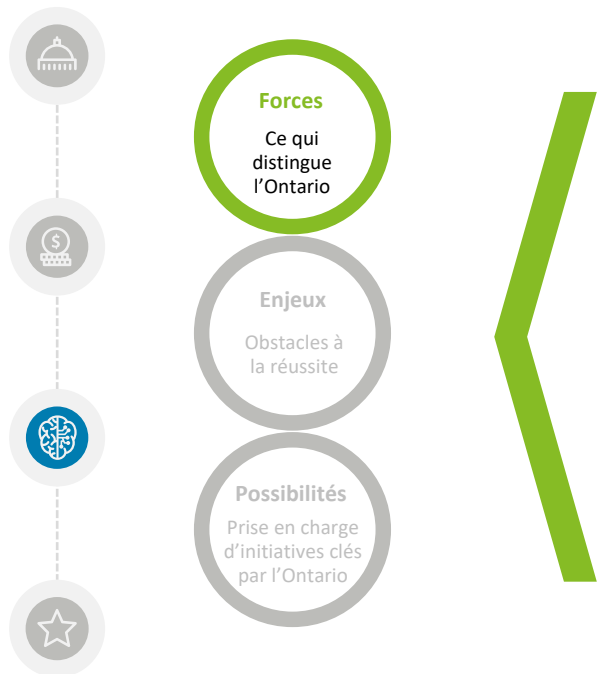 Forces
Ce qui
distingue
l’Ontario
$
Enjeux
Obstacles à
la réussite
Possibilités
Prise en charge
d’initiatives clés
par l’Ontario